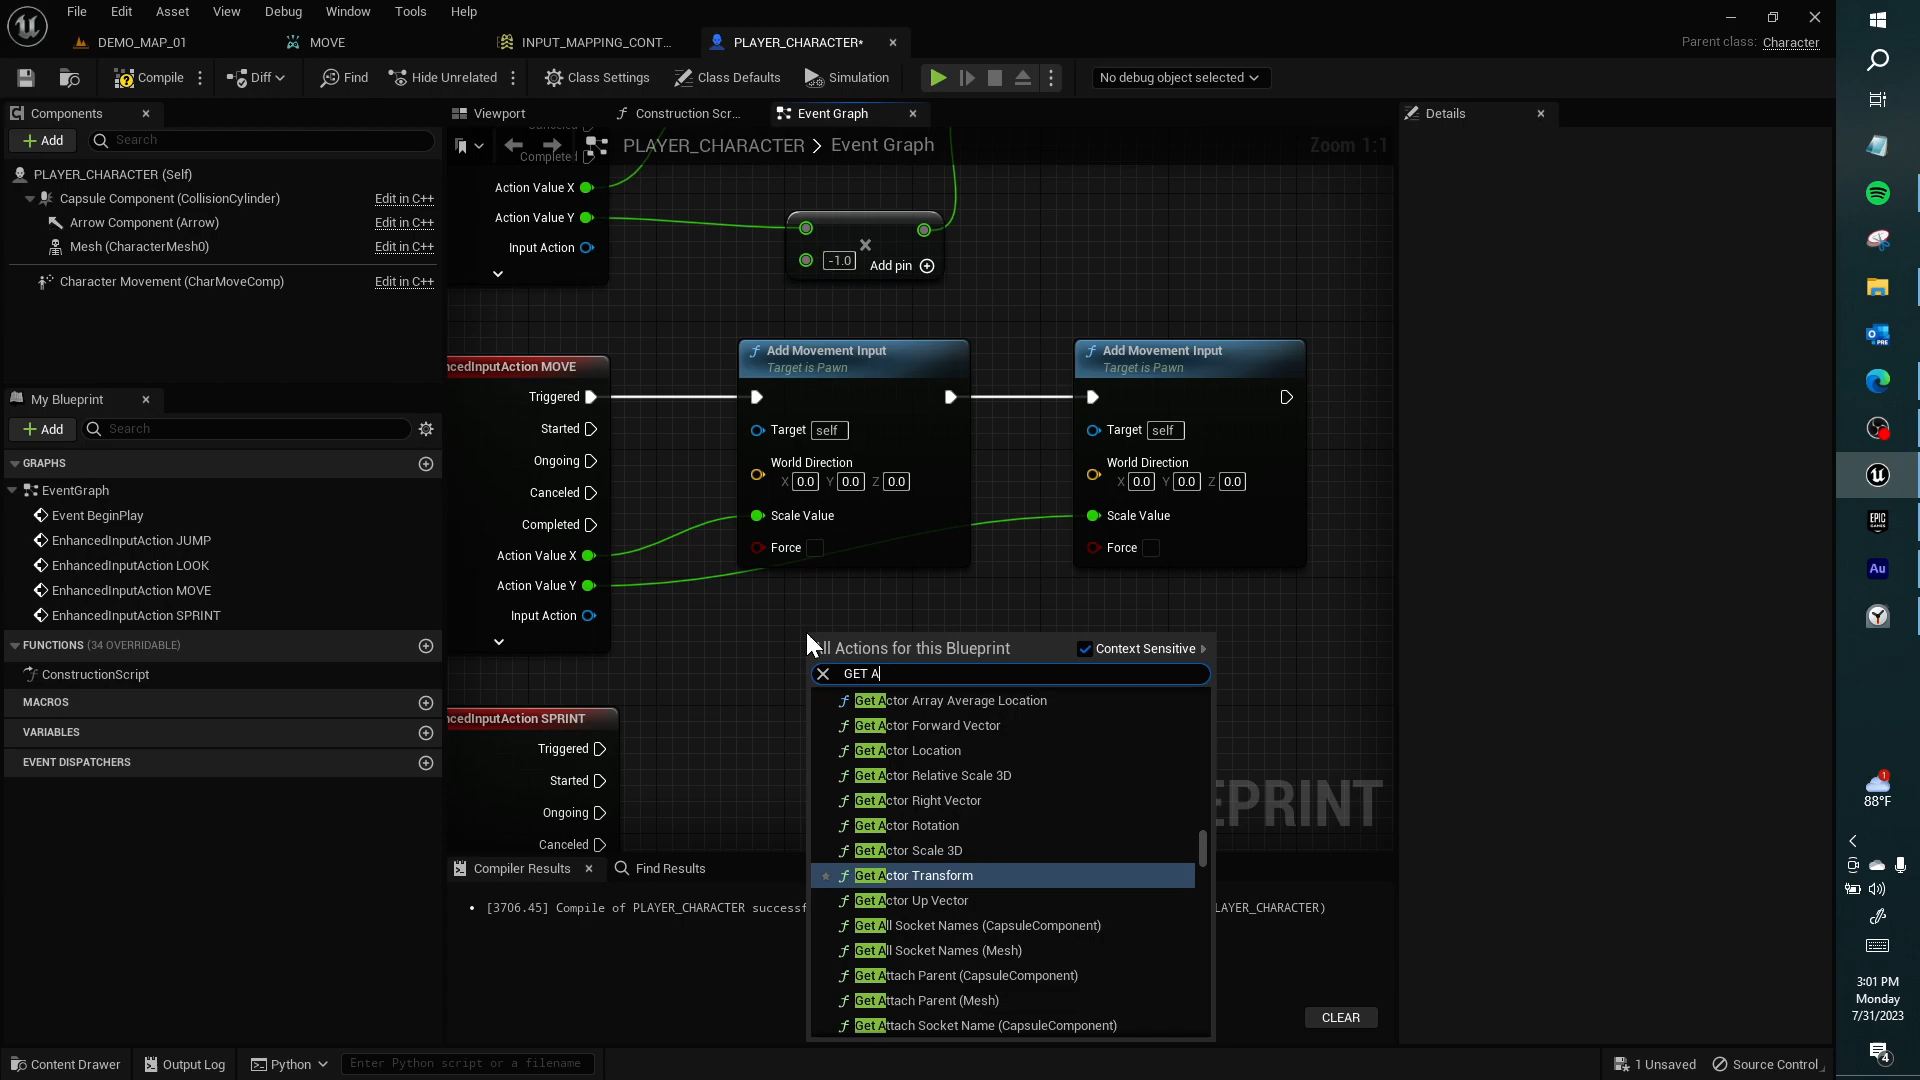 File Edit Asset View Debug Window Tools Help
DEMO_MAP_01 MOVE INPUT_MAPPING_CONT... PLAYER_CHARACTER*
Parent class: Character
Compile Diff Find Hide Unrelated Class Settings Class Defaults Simulation No debug object selected
Components
Add Search
PLAYER_CHARACTER (Self)
Capsule Component (CollisionCylinder) Edit in C++
Arrow Component (Arrow) Edit in C++
Mesh (CharacterMesh0) Edit in C++
Character Movement (CharMoveComp) Edit in C++
My Blueprint
Add Search
GRAPHS
EventGraph
Event BeginPlay
EnhancedInputAction JUMP
EnhancedInputAction LOOK
EnhancedInputAction MOVE
EnhancedInputAction SPRINT
FUNCTIONS (34 OVERRIDABLE)
ConstructionScript
MACROS
VARIABLES
EVENT DISPATCHERS
Viewport Construction Scr... Event Graph
PLAYER_CHARACTER > Event Graph Zoom 1:1
Action Value X
Action Value Y
Input Action
-1.0 Add pin
ncedInputAction MOVE
Triggered
Started
Ongoing
Canceled
Completed
Action Value X
Action Value Y
Input Action
Add Movement Input
Target is Pawn
Target self
World Direction
X 0.0 Y 0.0 Z 0.0
Scale Value
Force
Add Movement Input
Target is Pawn
Target self
World Direction
X 0.0 Y 0.0 Z 0.0
Scale Value
Force
ncedInputAction SPRINT
Triggered
Started
Ongoing
Canceled
EPRINT
ll Actions for this Blueprint Context Sensitive
GET A
Get Actor Array Average Location
Get Actor Forward Vector
Get Actor Location
Get Actor Relative Scale 3D
Get Actor Right Vector
Get Actor Rotation
Get Actor Scale 3D
Get Actor Transform
Get Actor Up Vector
Get All Socket Names (CapsuleComponent)
Get All Socket Names (Mesh)
Get Attach Parent (CapsuleComponent)
Get Attach Parent (Mesh)
Get Attach Socket Name (CapsuleComponent)
Compiler Results Find Results
[3706.45] Compile of PLAYER_CHARACTER successf LAYER_CHARACTER)
CLEAR
Details
Content Drawer Output Log Python Enter Python script or a filename 1 Unsaved Source Control
EPIC GAMES
Au
PRE
1
88°F
3:01 PM
Monday
7/31/2023
4